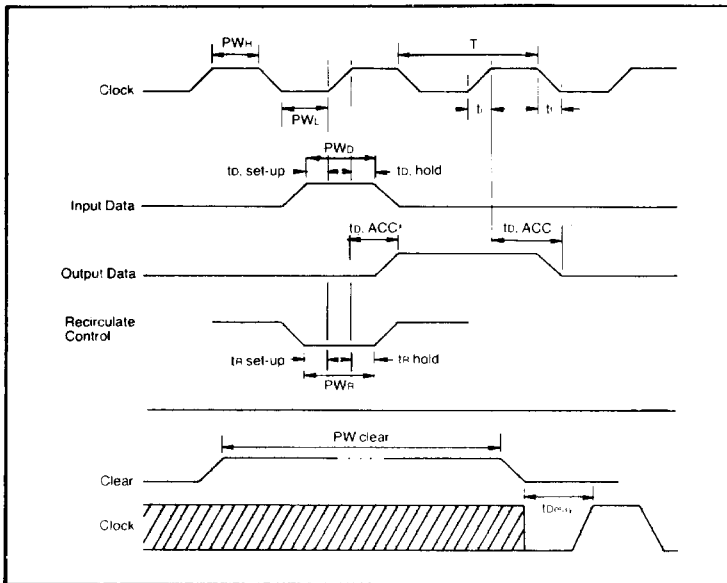 PWH
T
Clock
PWL
tr
PWD
tD, set-up
tD, hold
Input Data
tD, ACC*
tD, ACC
Output Data
Recirculate
Control
tR set-up
tR hold
PWR
PW clear
Clear
Clock